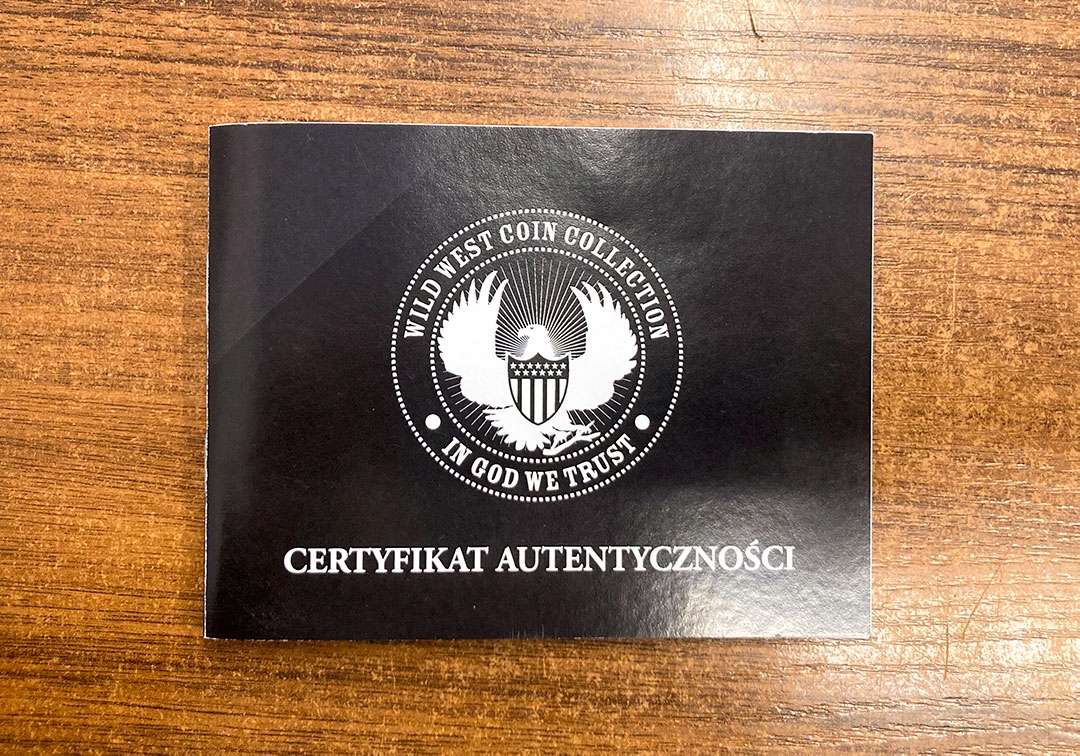 WILD WEST COIN COLLECTION
IN GOD WE TRUST
CERTYFIKAT AUTENTYCZNOŚCI